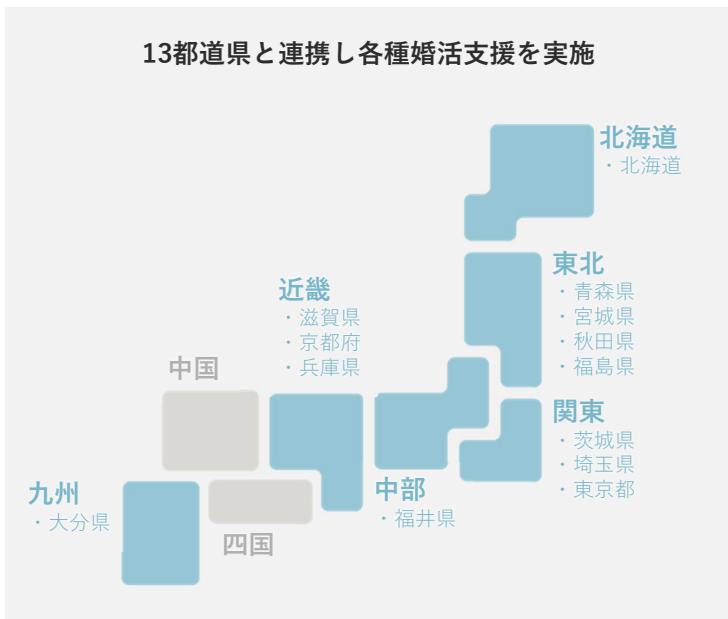 13都道県と連携し各種婚活支援を実施
北海道
・北海道
東北
・青森県
・宮城県
・秋田県
・福島県
近畿
・滋賀県
・京都府
・兵庫県
中国
関東
・茨城県
・埼玉県
・東京都
中部
・福井県
九州
・大分県
四国